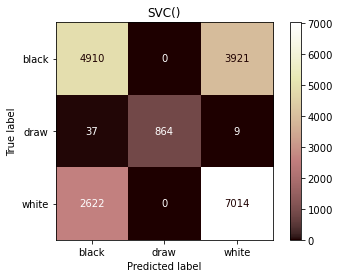 SVC()
True label
black
draw
white
4910 0 3921
37 864 9
2622 0 7014
black draw white
Predicted label
7000
6000
5000
4000
3000
2000
1000
0